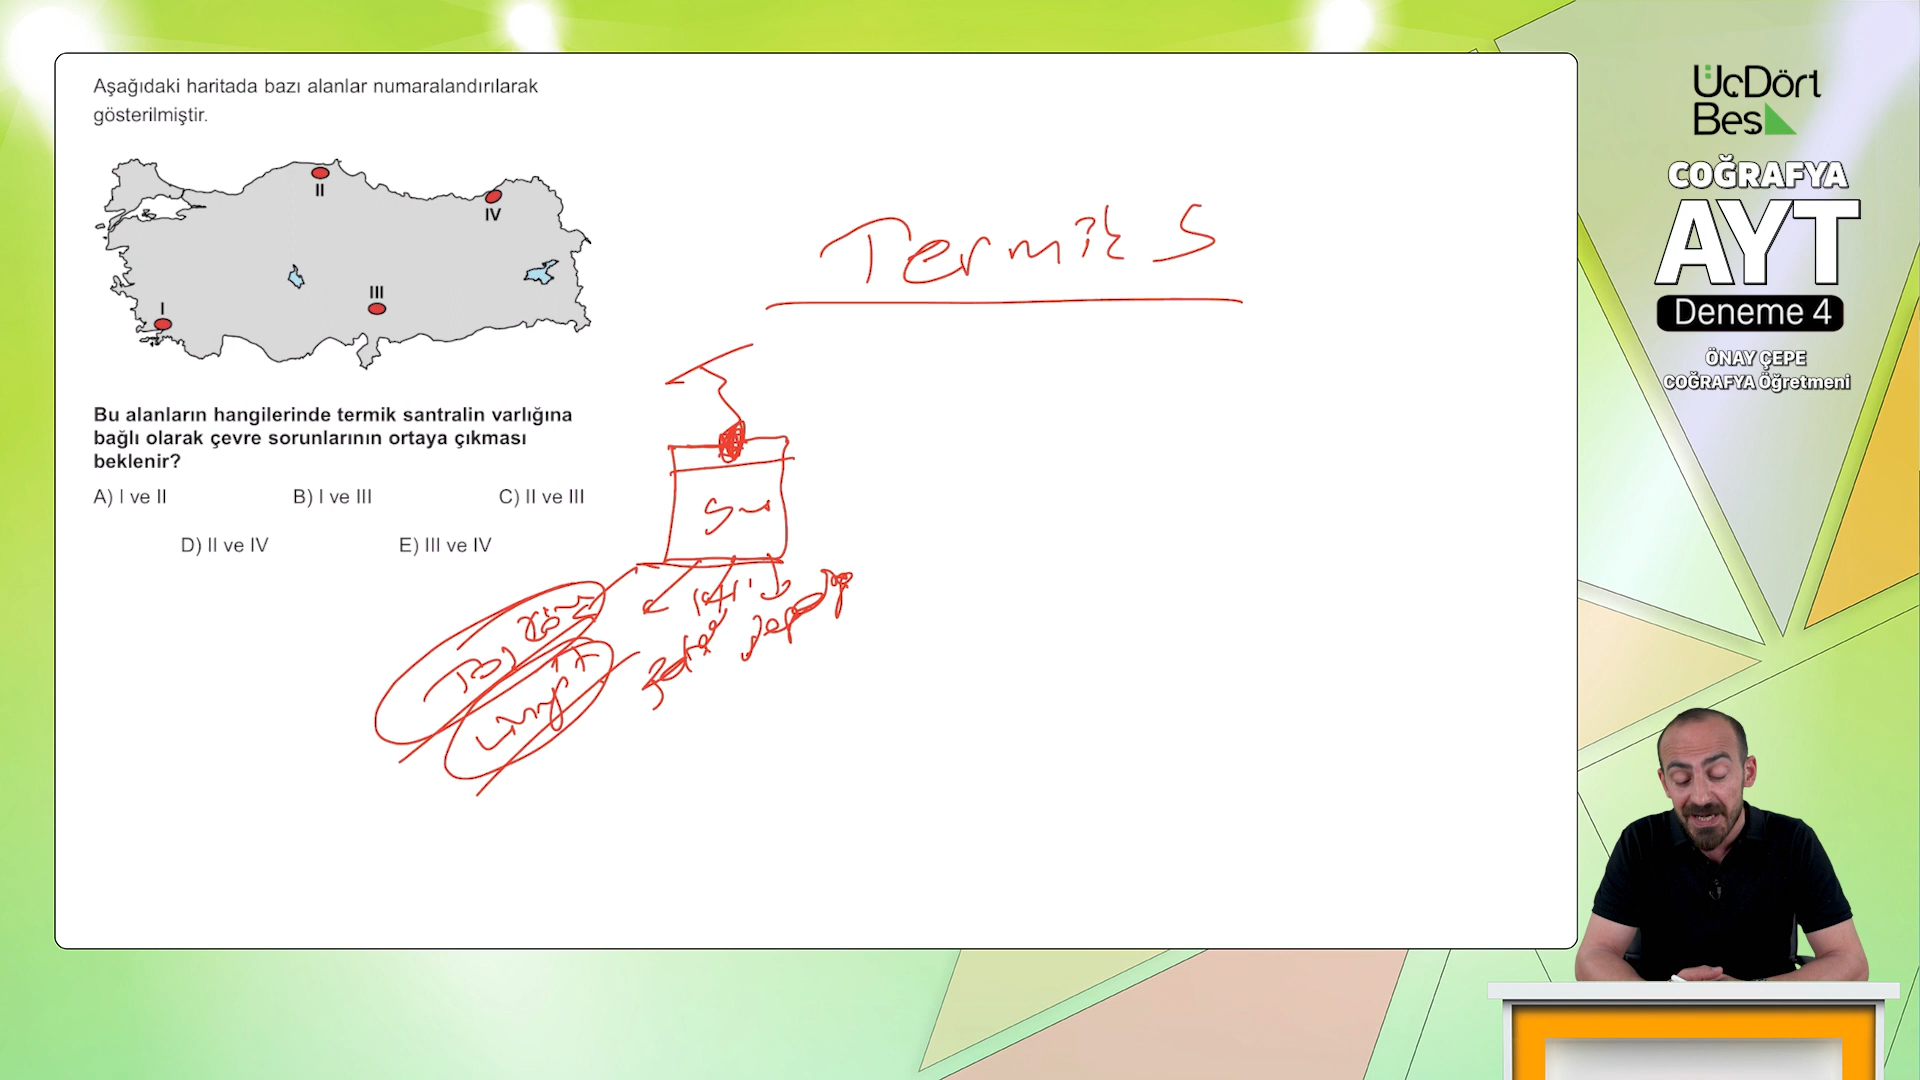 Aşağıdaki haritada bazı alanlar numaralandırılarak
gösterilmiştir.
II
IV
III
I
Bu alanların hangilerinde termik santralin varlığına
bağlı olarak çevre sorunlarının ortaya çıkması
beklenir?
A) I ve II
B) I ve III
C) II ve III
D) II ve IV
E) III ve IV
Termik S
Su
ÜçDört
Beş
COĞRAFYA
AYT
Deneme 4
ÖNAY ÇEPE
COĞRAFYA Öğretmeni